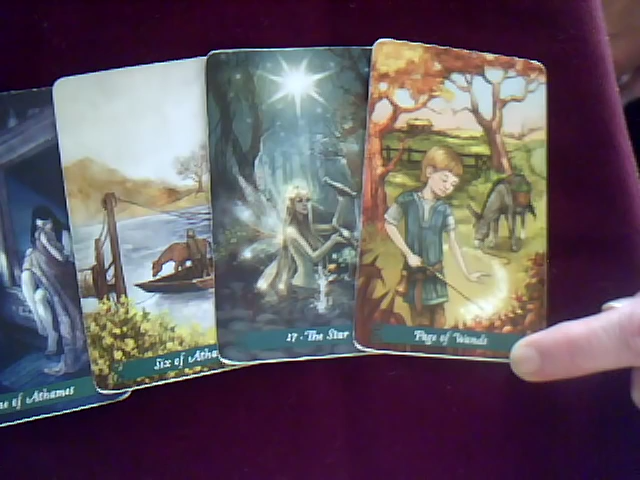 of Athames
Six of Atha
17 · The Star
Page of Wands